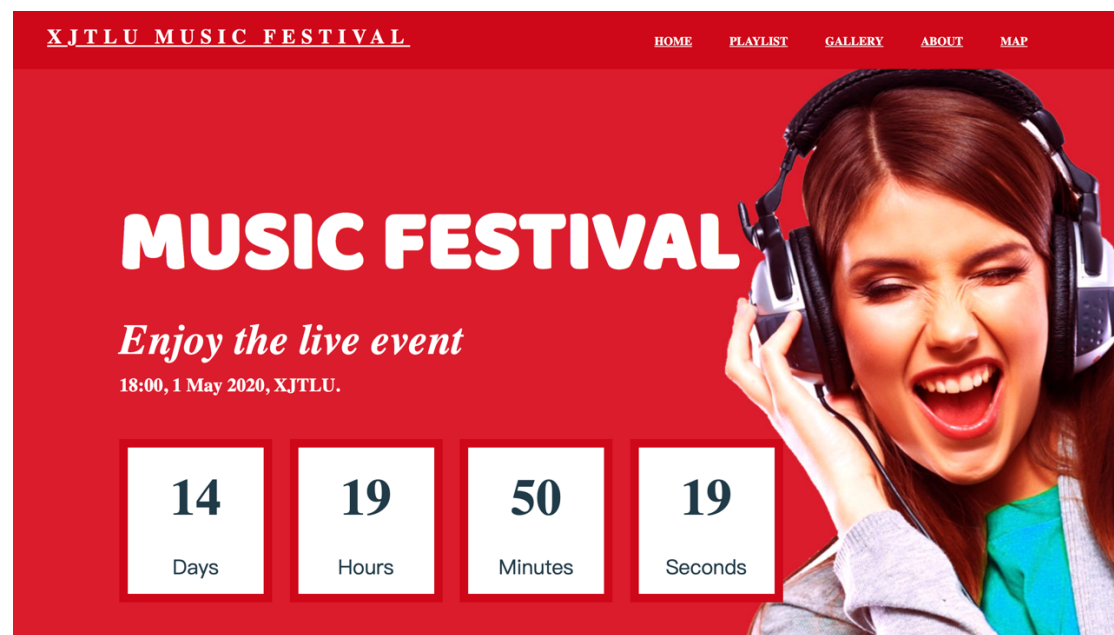 XJTLU MUSIC FESTIVAL
HOME PLAYLIST GALLERY ABOUT MAP
MUSIC FESTIVAL
Enjoy the live event
18:00, 1 May 2020, XJTLU.
14 19 50 19
Days Hours Minutes Seconds